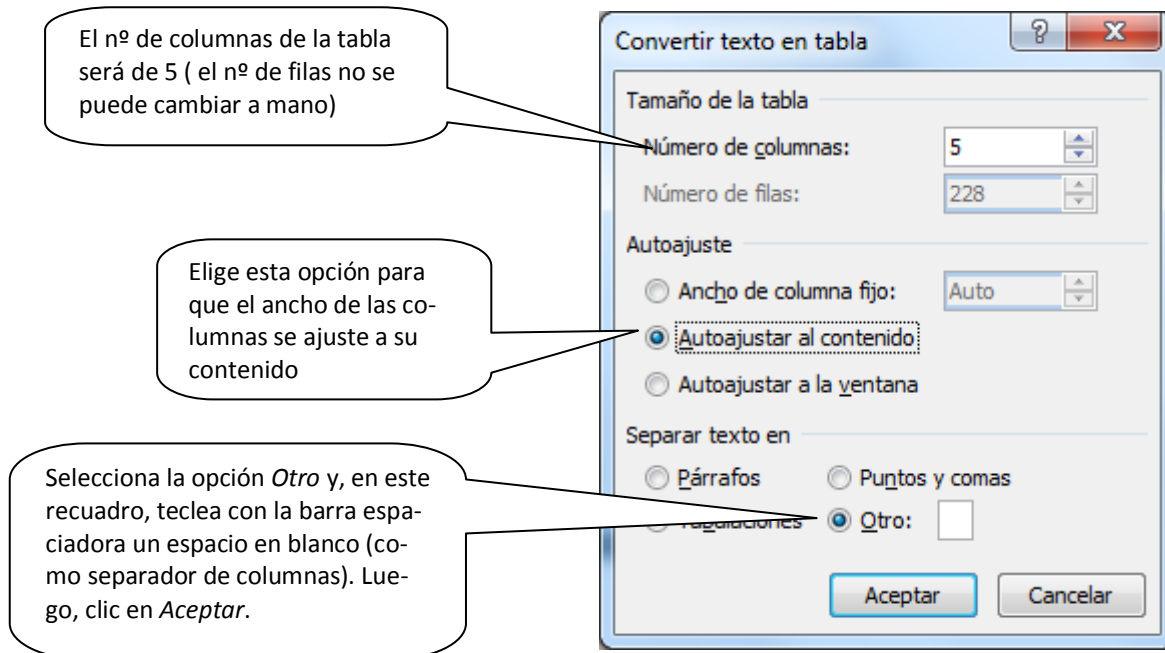 El nº de columnas de la tabla
será de 5 ( el nº de filas no se
puede cambiar a mano)
Elige esta opción para
que el ancho de las co-
lumnas se ajuste a su
contenido
Selecciona la opción Otro y, en este
recuadro, teclea con la barra espa-
ciadora un espacio en blanco (co-
mo separador de columnas). Lue-
go, clic en Aceptar.
Convertir texto en tabla
Tamaño de la tabla
Número de columnas: 5
Número de filas: 228
Autoajuste
Ancho de columna fijo: Auto
Autoajustar al contenido
Autoajustar a la ventana
Separar texto en
Párrafos Puntos y comas
Tabulaciones Otro:
Aceptar Cancelar